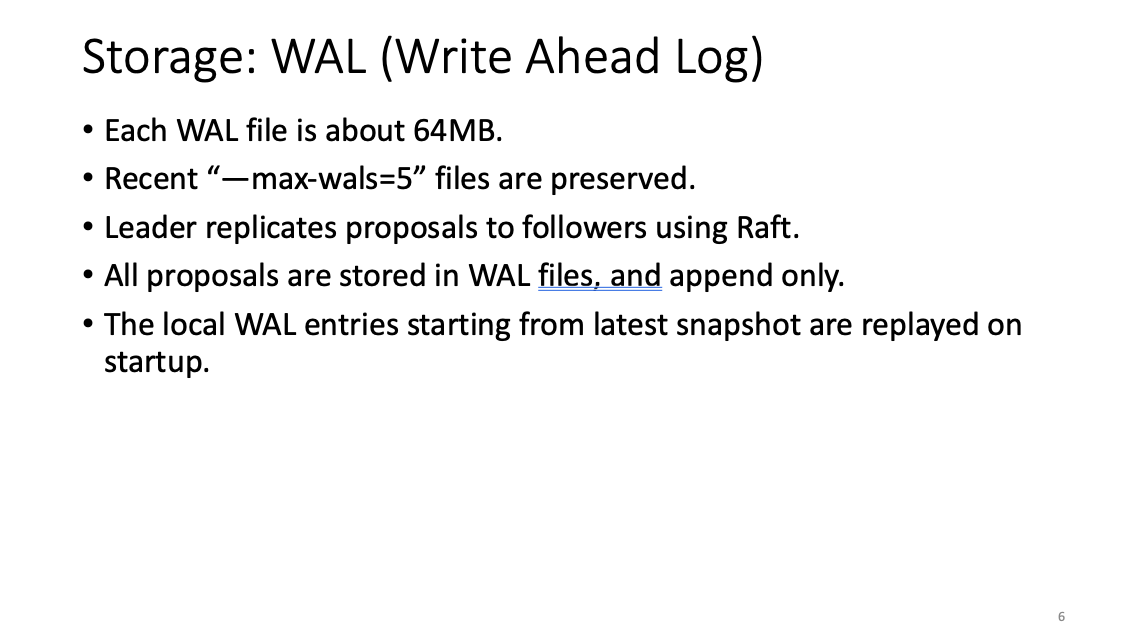 Storage: WAL (Write Ahead Log)
• Each WAL file is about 64MB.
• Recent “—max-wals=5” files are preserved.
• Leader replicates proposals to followers using Raft.
• All proposals are stored in WAL files, and append only.
• The local WAL entries starting from latest snapshot are replayed on
startup.
6